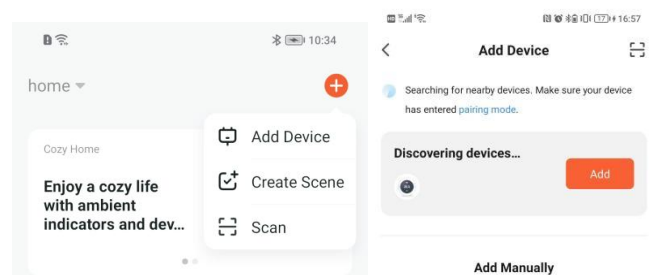 10:34
home
Cozy Home
Enjoy a cozy life
with ambient
indicators and dev...
Add Device
Create Scene
Scan
17 16:57
Add Device
Searching for nearby devices. Make sure your device
has entered pairing mode.
Discovering devices...
Add
Add Manually